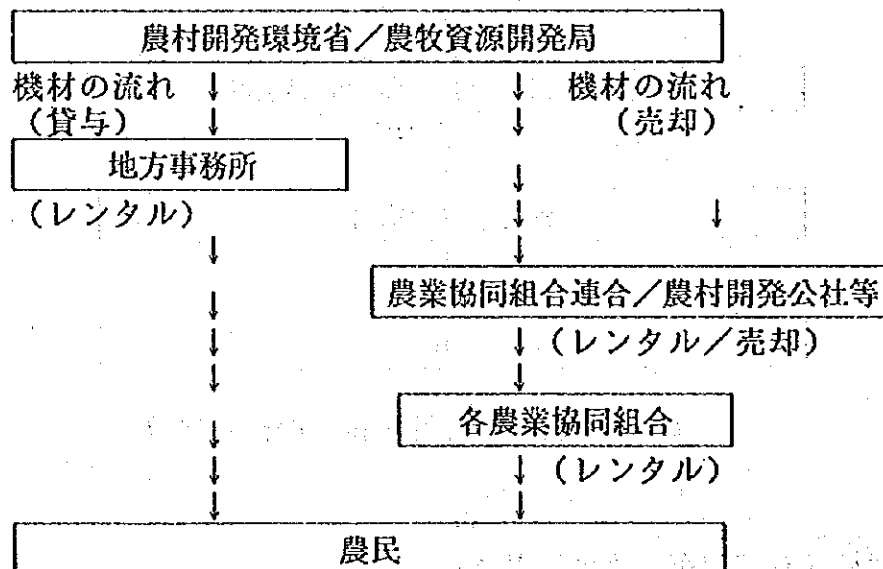 農村開発環境省／農牧資源開発局
機材の流れ ↓ ↓ 機材の流れ
（貸与） ↓ ↓ （売却）
地方事務所 ↓
（レンタル） ↓ ↓
↓ ↓
↓ 農業協同組合連合／農村開発公社等
↓ ↓（レンタル／売却）
↓ ↓
↓ 各農業協同組合
↓ ↓（レンタル）
↓ ↓
農民